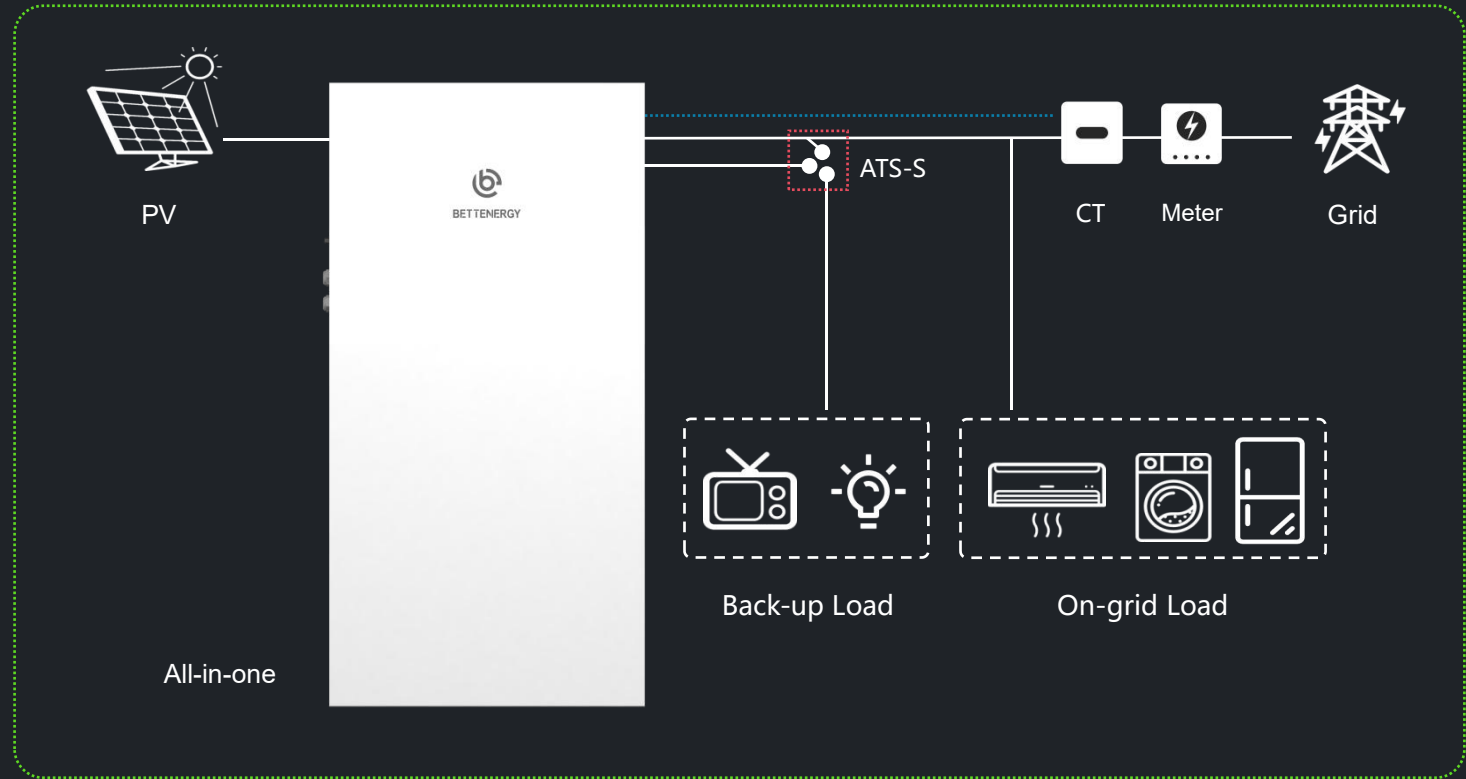 BETTENERGY
ATS-S
PV
CT
Meter
Grid
Back-up Load
On-grid Load
All-in-one